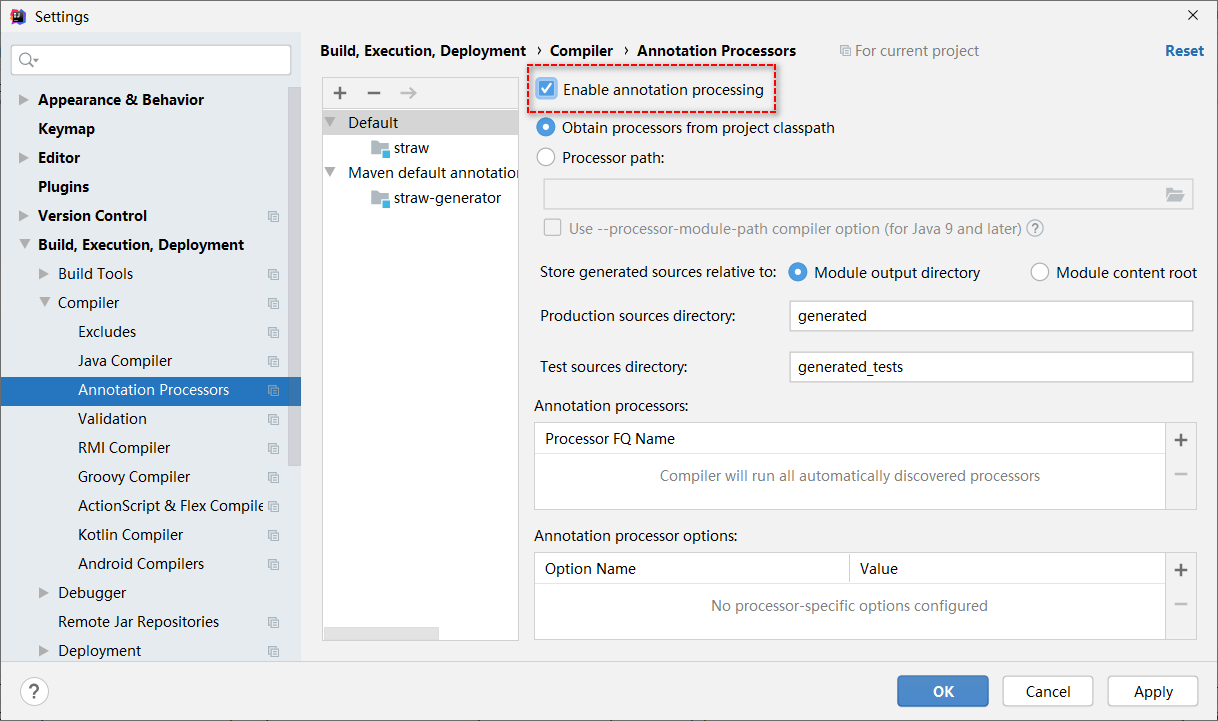 Settings
Appearance & Behavior
Keymap
Editor
Plugins
Version Control
Build, Execution, Deployment
Build Tools
Compiler
Excludes
Java Compiler
Annotation Processors
Validation
RMI Compiler
Groovy Compiler
ActionScript & Flex Compile
Kotlin Compiler
Android Compilers
Debugger
Remote Jar Repositories
Deployment
Build, Execution, Deployment › Compiler › Annotation Processors
For current project
Reset
Default
straw
Maven default annotation
straw-generator
Enable annotation processing
Obtain processors from project classpath
Processor path:
Use --processor-module-path compiler option (for Java 9 and later) ?
Store generated sources relative to: Module output directory Module content root
Production sources directory: generated
Test sources directory: generated_tests
Annotation processors:
Processor FQ Name
Compiler will run all automatically discovered processors
Annotation processor options:
Option Name Value
No processor-specific options configured
?
OK Cancel Apply